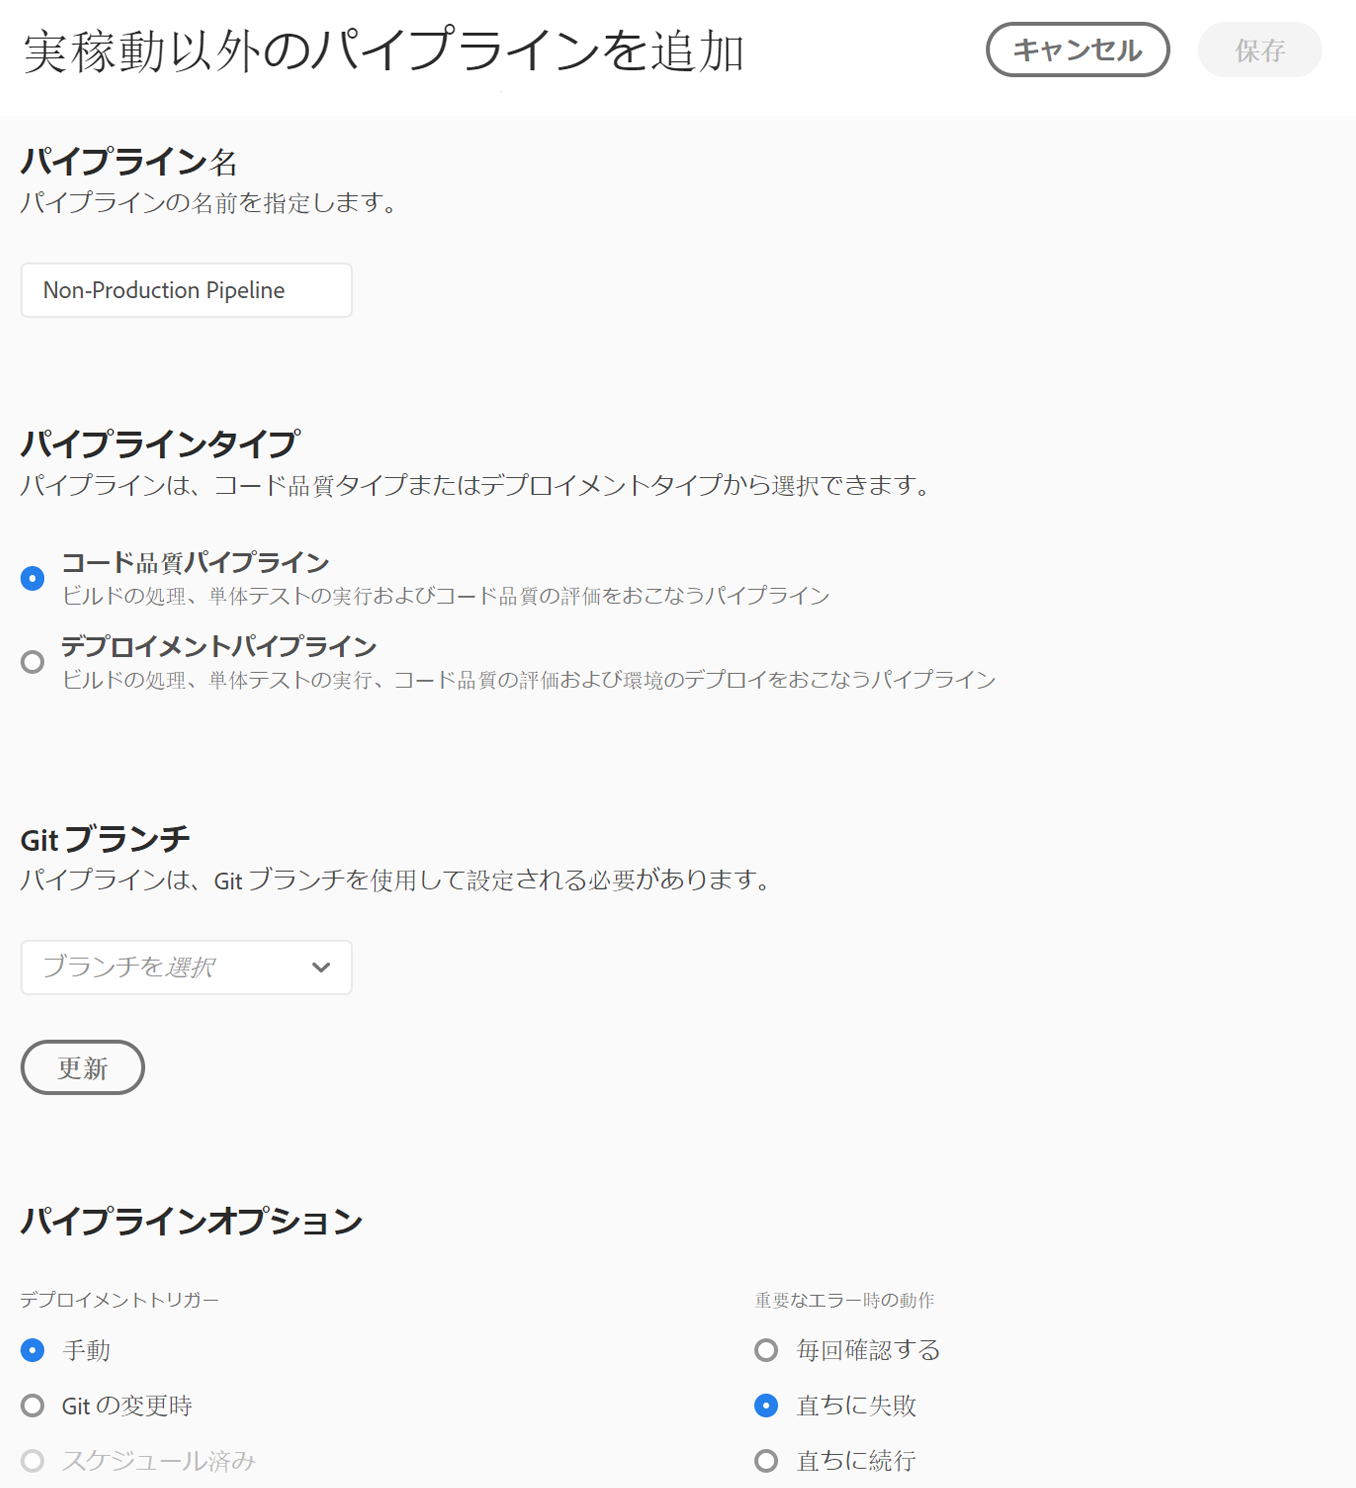 実稼動以外のパイプラインを追加
キャンセル
保存
パイプライン名
パイプラインの名前を指定します。
Non-Production Pipeline
パイプラインタイプ
パイプラインは、コード品質タイプまたはデプロイメントタイプから選択できます。
コード品質パイプライン
ビルドの処理、単体テストの実行およびコード品質の評価をおこなうパイプライン
デプロイメントパイプライン
ビルドの処理、単体テストの実行、コード品質の評価および環境のデプロイをおこなうパイプライン
Git ブランチ
パイプラインは、Git ブランチを使用して設定される必要があります。
ブランチを選択
更新
パイプラインオプション
デプロイメントトリガー
手動
Git の変更時
スケジュール済み
重要なエラー時の動作
毎回確認する
直ちに失敗
直ちに続行